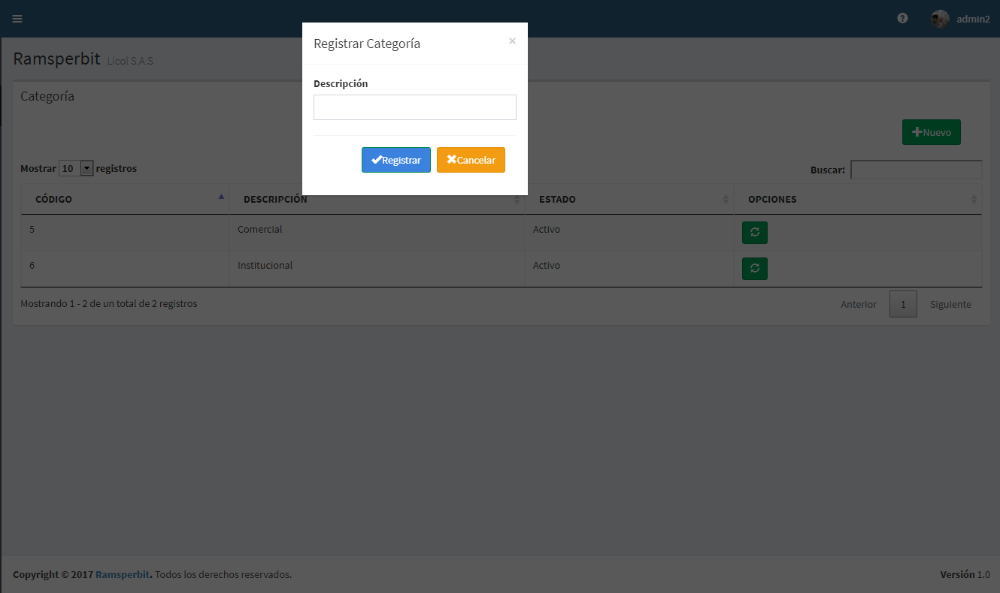 admin2
Ramsperbit Licol S.A.S
Registrar Categoría ×
Descripción
Registrar Cancelar
Categoría
Nuevo
Mostrar 10 registros
Buscar:
CÓDIGO DESCRIPCIÓN ESTADO OPCIONES
5 Comercial Activo
6 Institucional Activo
Mostrando 1 - 2 de un total de 2 registros
Anterior 1 Siguiente
Copyright © 2017 Ramsperbit. Todos los derechos reservados.
Versión 1.0